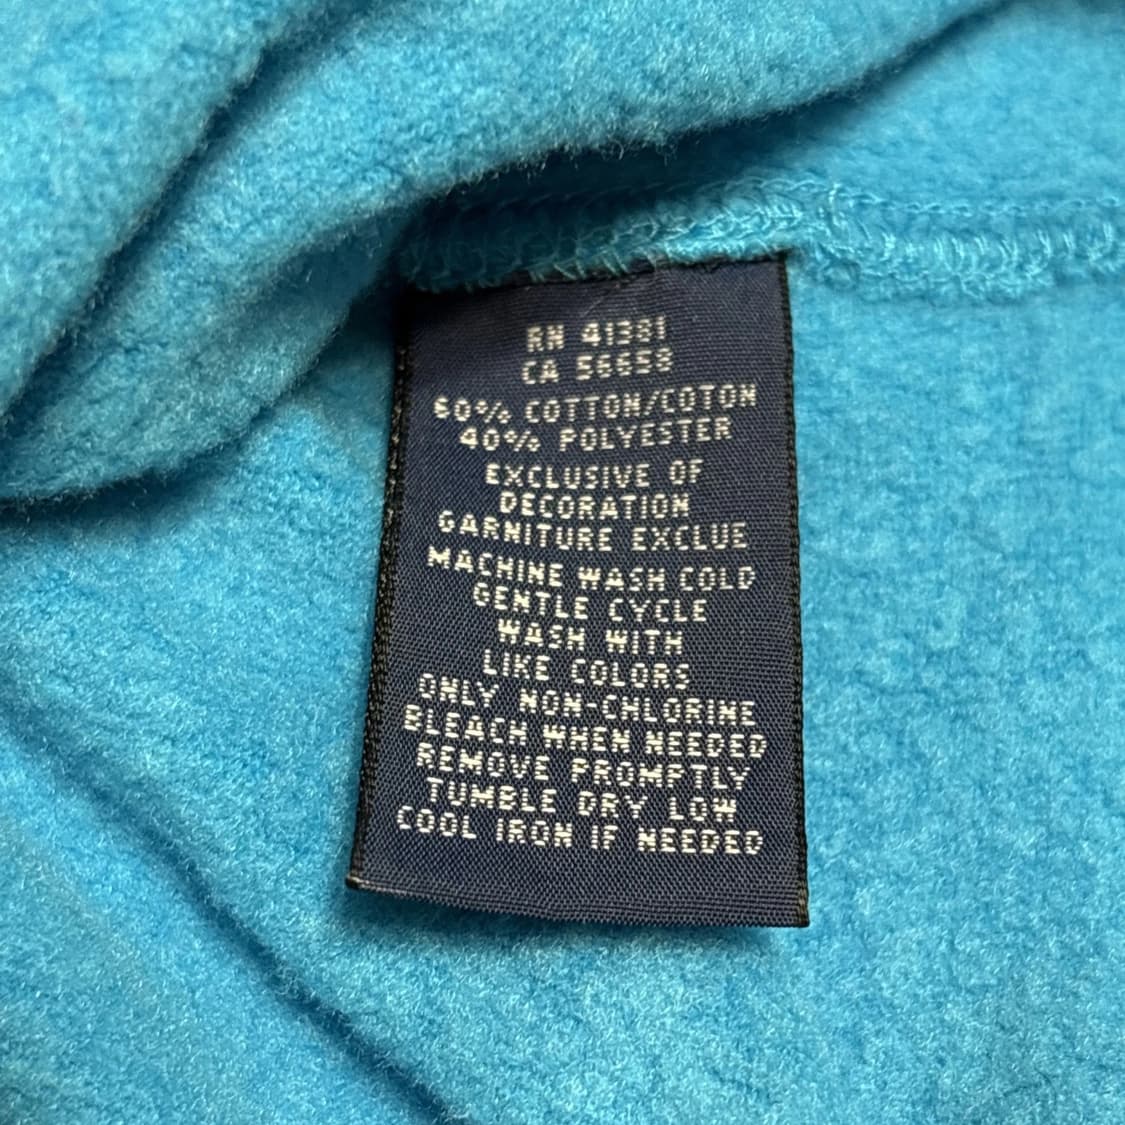 RN 41381
CA 56658
60% COTTON/COTON
40% POLYESTER
EXCLUSIVE OF
DECORATION
GARNITURE EXCLUE
MACHINE WASH COLD
GENTLE CYCLE
WASH WITH
LIKE COLORS
ONLY NON-CHLORINE
BLEACH WHEN NEEDED
REMOVE PROMPTLY
TUMBLE DRY LOW
COOL IRON IF NEEDED